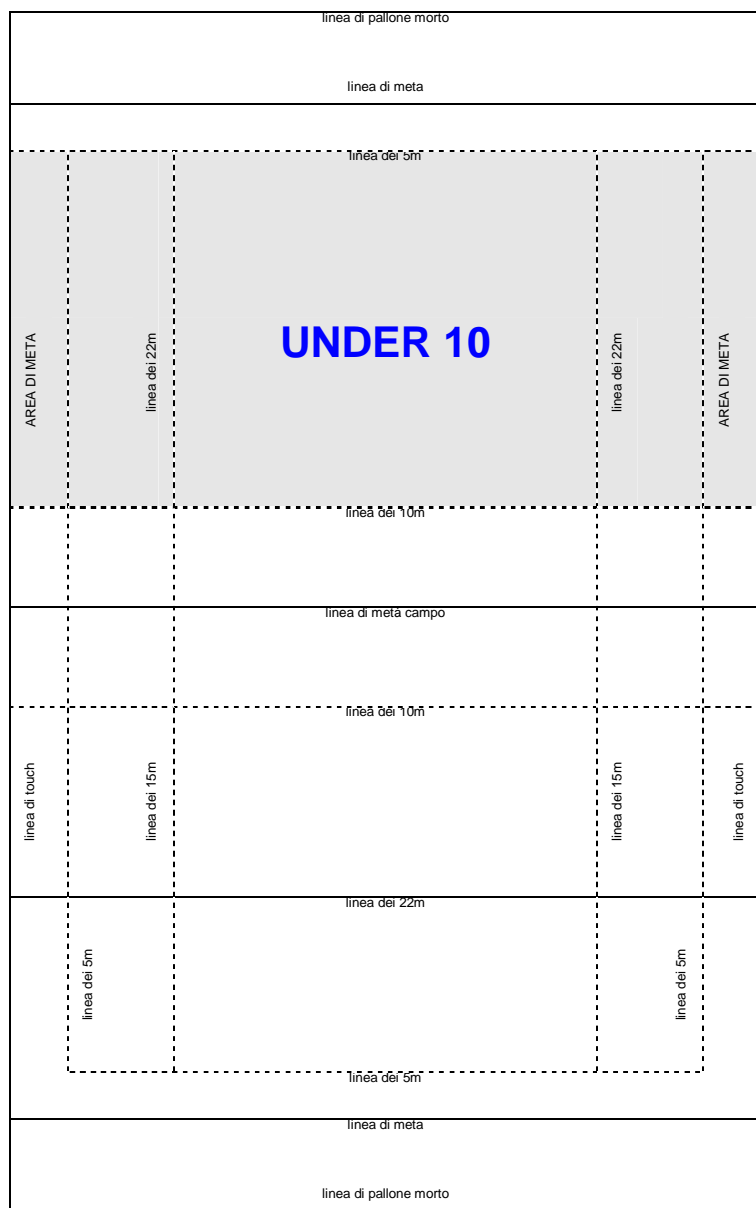 linea di pallone morto
linea di meta
linea dei 5m
UNDER 10
AREA DI META
linea dei 22m
linea dei 22m
AREA DI META
linea dei 10m
linea di metà campo
linea dei 10m
linea di touch
linea dei 15m
linea dei 15m
linea di touch
linea dei 22m
linea dei 5m
linea dei 5m
linea dei 5m
linea di meta
linea di pallone morto